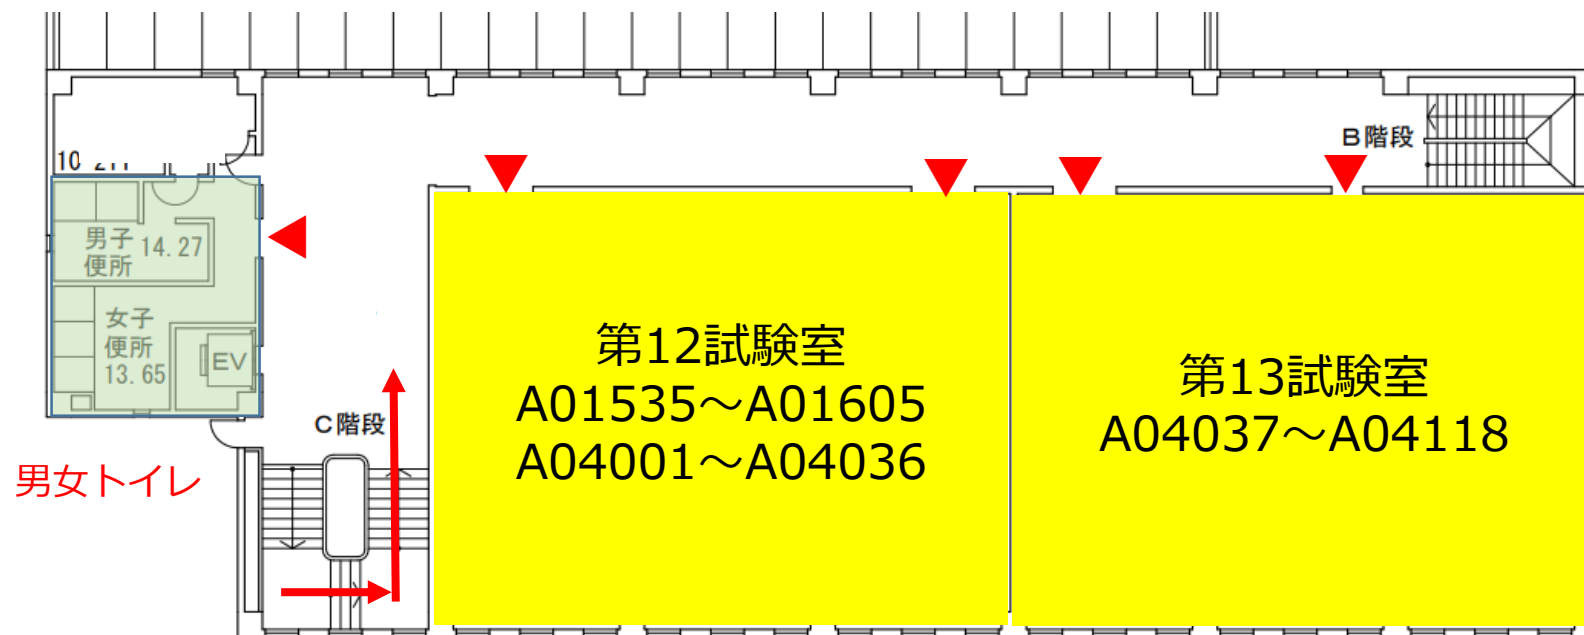 B階段
男子 14.27
便所
女子
便所
13.65
EV
C階段
男女トイレ
第12試験室
A01535～A01605
A04001～A04036
第13試験室
A04037～A04118